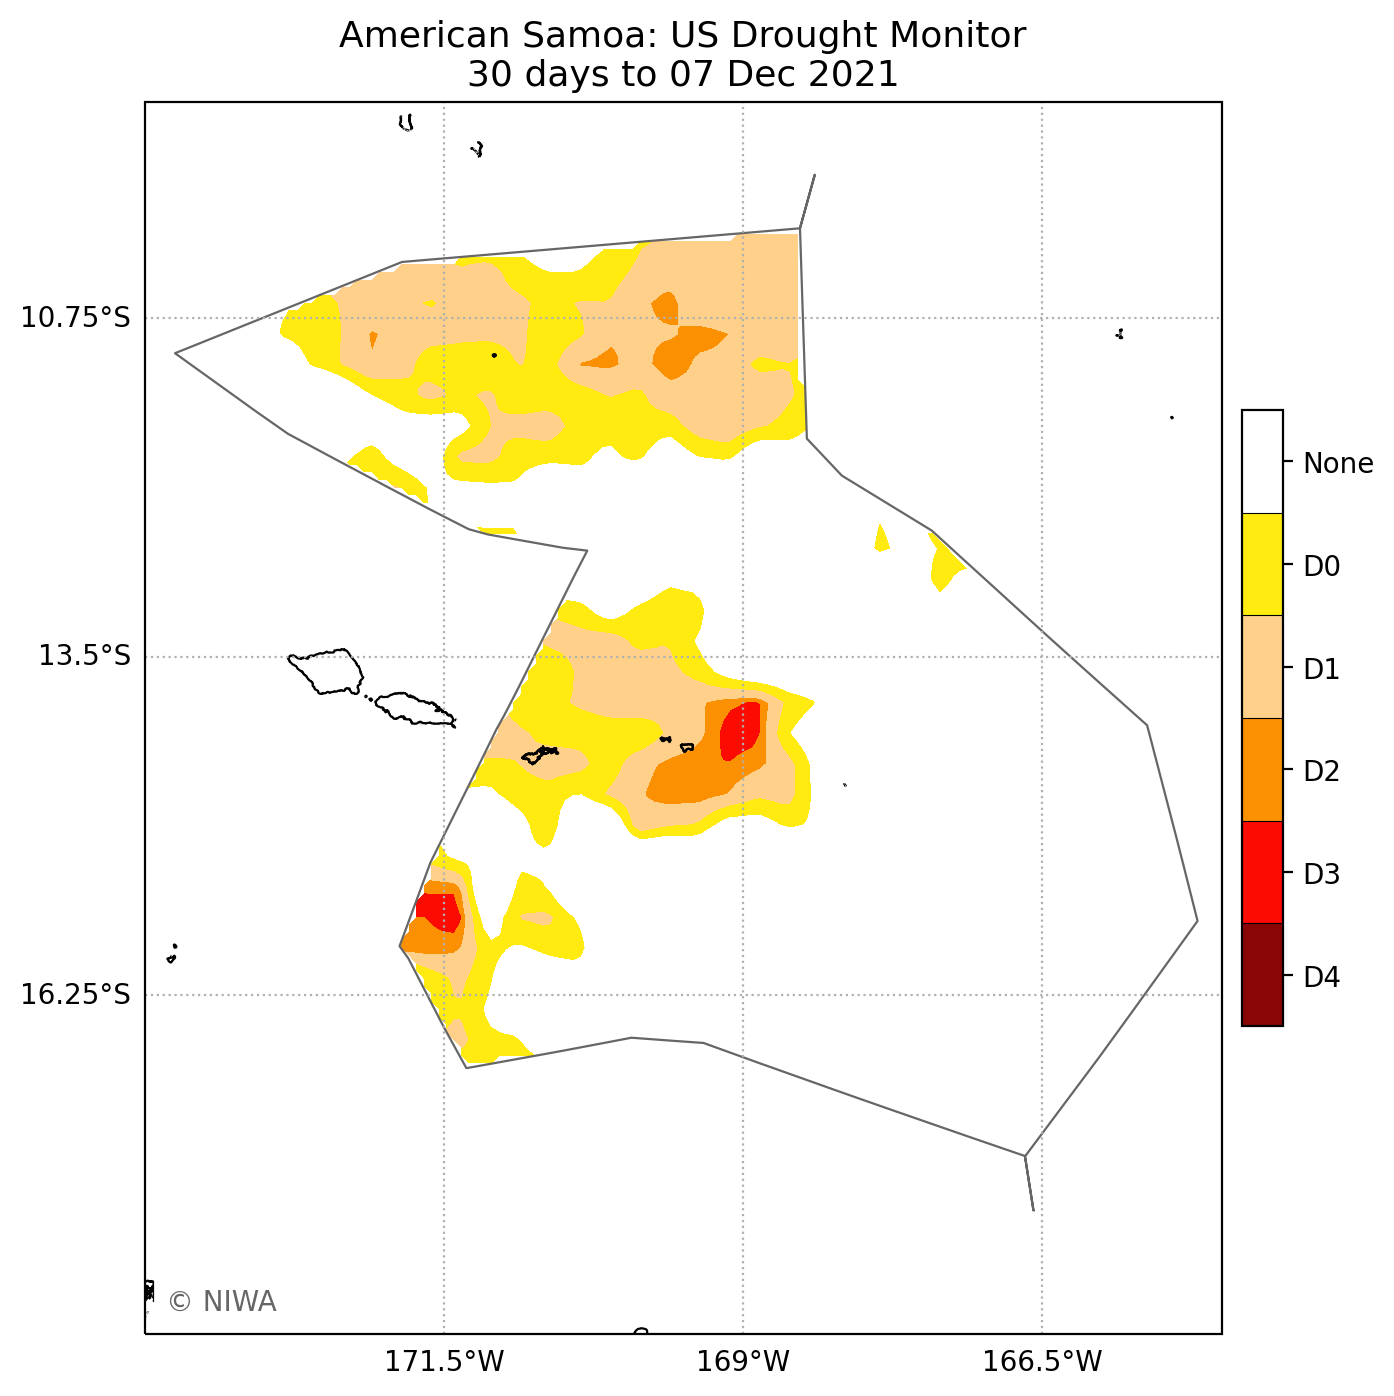 American Samoa: US Drought Monitor
30 days to 07 Dec 2021
10.75°S
13.5°S
16.25°S
171.5°W
169°W
166.5°W
None
D0
D1
D2
D3
D4
© NIWA